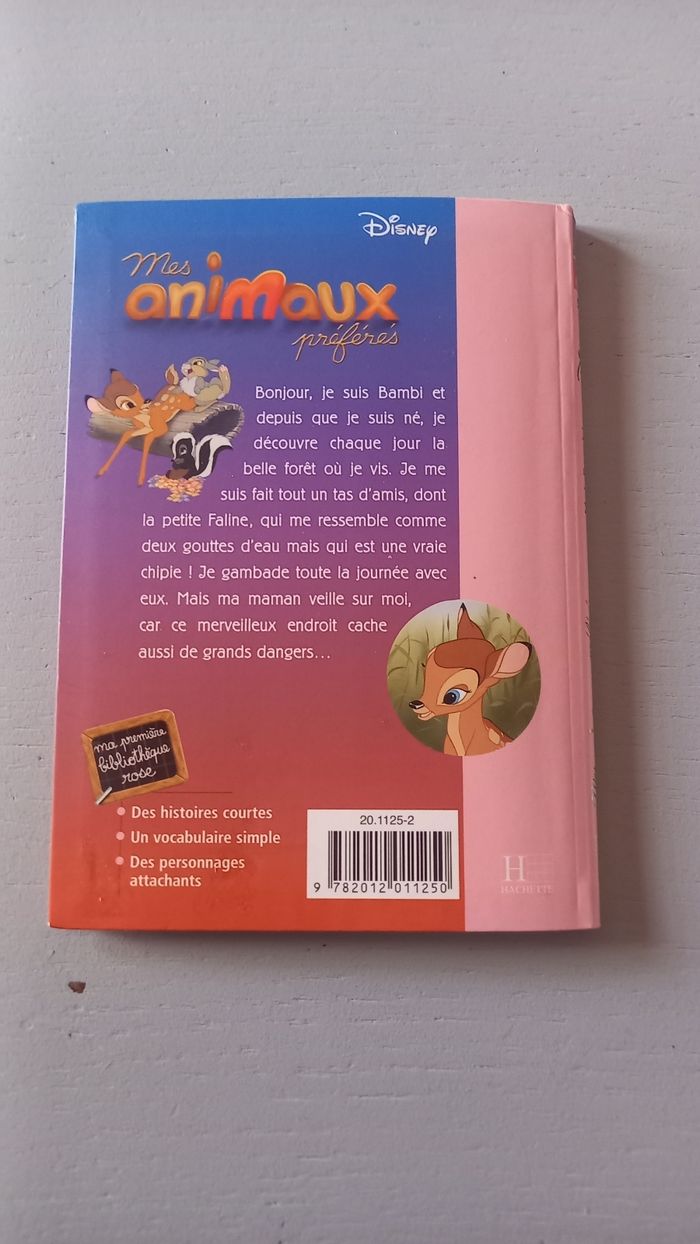 Disney
Mes
animaux
préférés
Bonjour, je suis Bambi et
depuis que je suis né, je
découvre chaque jour la
belle forêt où je vis. Je me
suis fait tout un tas d'amis, dont
la petite Faline, qui me ressemble comme
deux gouttes d'eau mais qui est une vraie
chipie ! Je gambade toute la journée avec
eux. Mais ma maman veille sur moi,
car ce merveilleux endroit cache
aussi de grands dangers...
ma première
bibliothèque
rose
• Des histoires courtes
• Un vocabulaire simple
• Des personnages
attachants
20.1125-2
9 782012 011250
H
HACHETTE